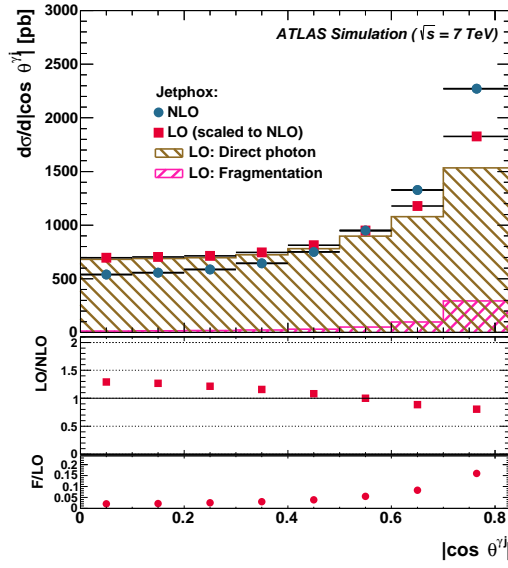 dσ/d|cos θ^γj| [pb]
3000
2500
2000
1500
1000
500
0
ATLAS Simulation (√s = 7 TeV)
Jetphox:
NLO
LO (scaled to NLO)
LO: Direct photon
LO: Fragmentation
LO/NLO
2
1.5
1
0.5
0
F/LO
0.2
0.15
0.1
0.05
0
0 0.2 0.4 0.6 0.8
|cos θ^γj|